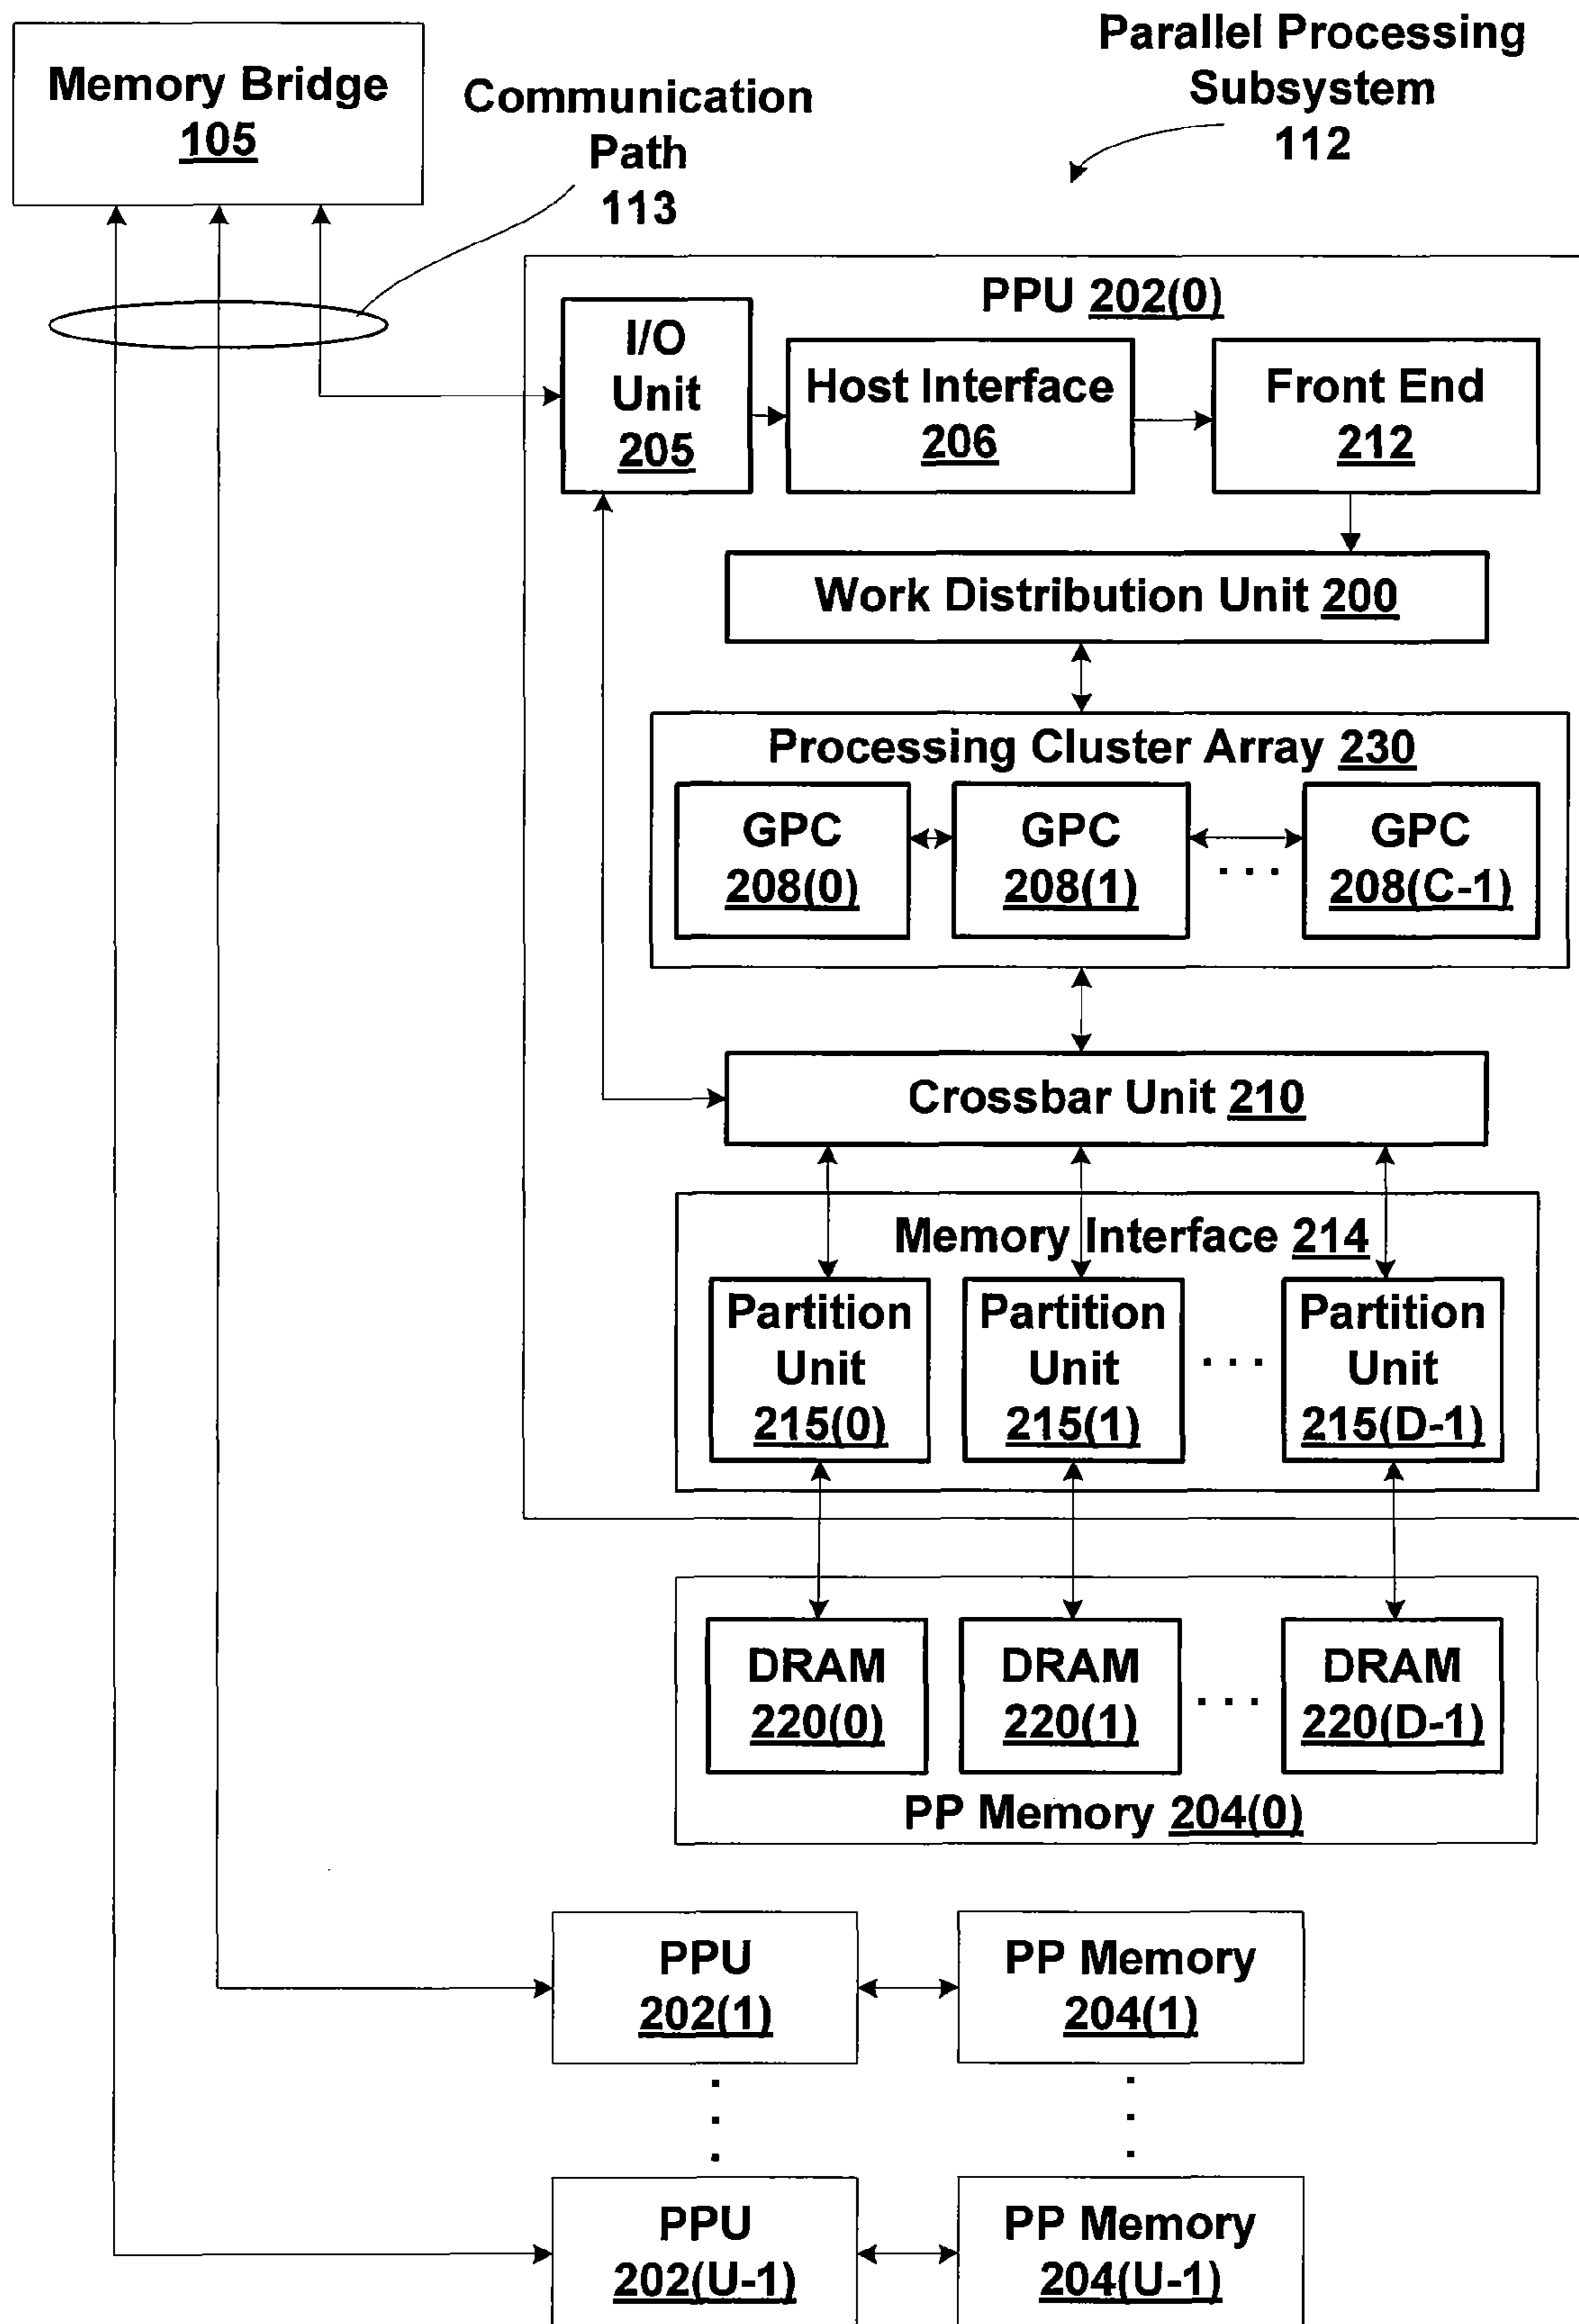 Memory Bridge
105
Communication
Path
113
Parallel Processing
Subsystem
112
PPU 202(0)
I/O
Unit
205
Host Interface
206
Front End
212
Work Distribution Unit 200
Processing Cluster Array 230
GPC
208(0)
GPC
208(1)
. . .
GPC
208(C-1)
Crossbar Unit 210
Memory Interface 214
Partition
Unit
215(0)
Partition
Unit
215(1)
. . .
Partition
Unit
215(D-1)
DRAM
220(0)
DRAM
220(1)
. . .
DRAM
220(D-1)
PP Memory 204(0)
PPU
202(1)
PP Memory
204(1)
PPU
202(U-1)
PP Memory
204(U-1)